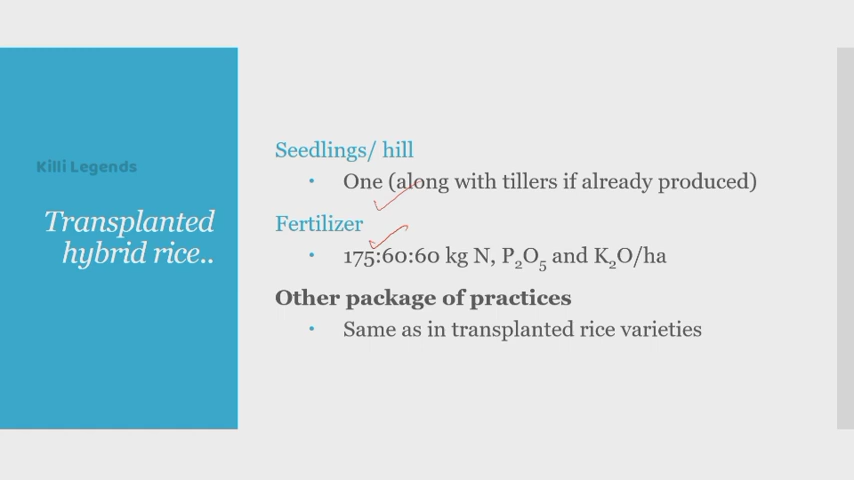 Killi Legends
Transplanted
hybrid rice..
Seedlings/ hill
• One (along with tillers if already produced)
Fertilizer
• 175:60:60 kg N, P₂O₅ and K₂O/ha
Other package of practices
• Same as in transplanted rice varieties